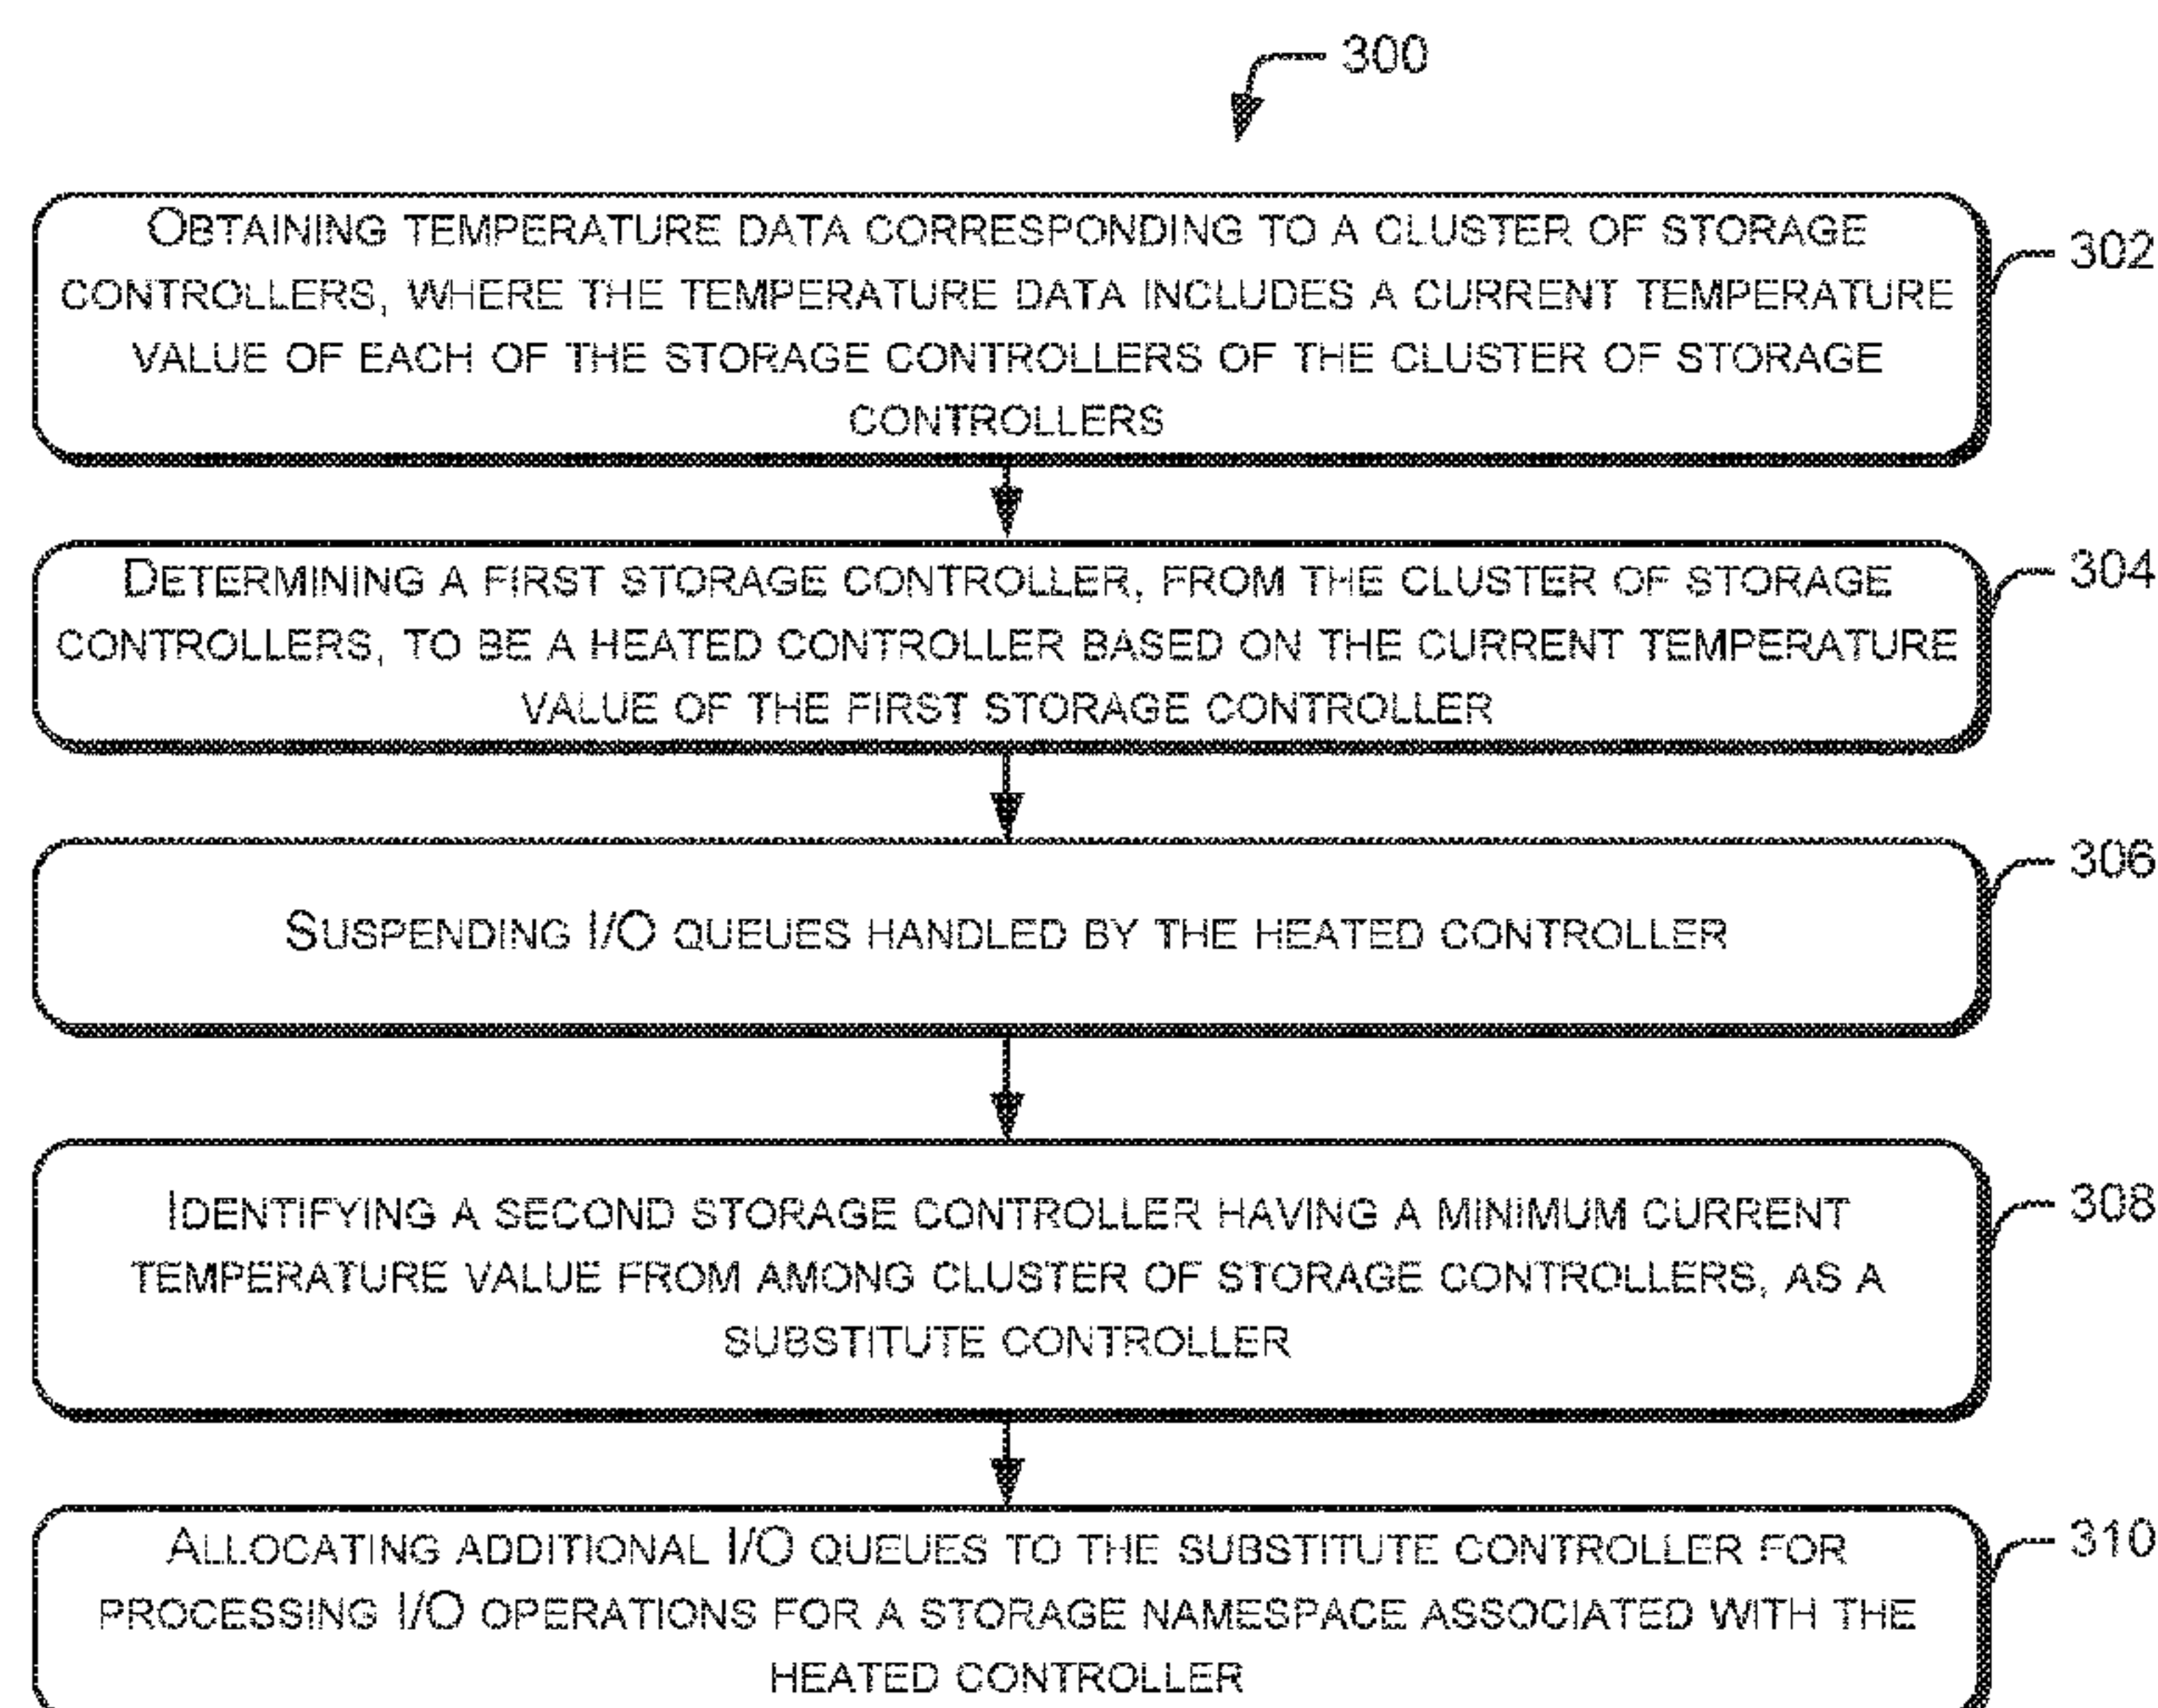 300
OBTAINING TEMPERATURE DATA CORRESPONDING TO A CLUSTER OF STORAGE
CONTROLLERS, WHERE THE TEMPERATURE DATA INCLUDES A CURRENT TEMPERATURE
VALUE OF EACH OF THE STORAGE CONTROLLERS OF THE CLUSTER OF STORAGE
CONTROLLERS
302
DETERMINING A FIRST STORAGE CONTROLLER, FROM THE CLUSTER OF STORAGE
CONTROLLERS, TO BE A HEATED CONTROLLER BASED ON THE CURRENT TEMPERATURE
VALUE OF THE FIRST STORAGE CONTROLLER
304
SUSPENDING I/O QUEUES HANDLED BY THE HEATED CONTROLLER
306
IDENTIFYING A SECOND STORAGE CONTROLLER HAVING A MINIMUM CURRENT
TEMPERATURE VALUE FROM AMONG CLUSTER OF STORAGE CONTROLLERS, AS A
SUBSTITUTE CONTROLLER
308
ALLOCATING ADDITIONAL I/O QUEUES TO THE SUBSTITUTE CONTROLLER FOR
PROCESSING I/O OPERATIONS FOR A STORAGE NAMESPACE ASSOCIATED WITH THE
HEATED CONTROLLER
310